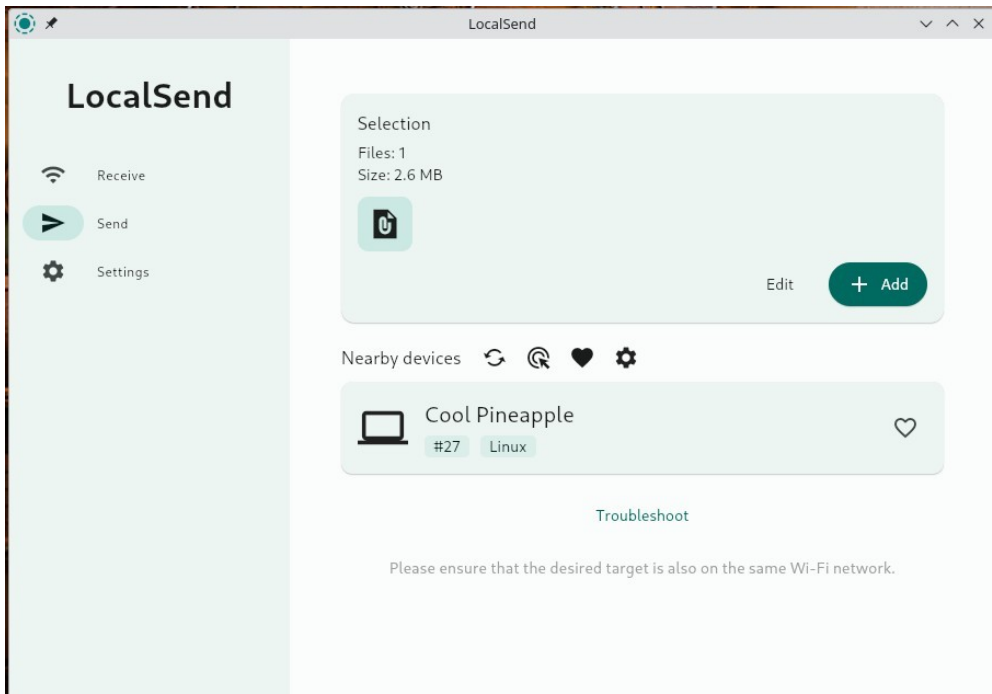 LocalSend
LocalSend
Receive
Send
Settings
Selection
Files: 1
Size: 2.6 MB
Edit
+ Add
Nearby devices
Cool Pineapple
#27 Linux
Troubleshoot
Please ensure that the desired target is also on the same Wi-Fi network.